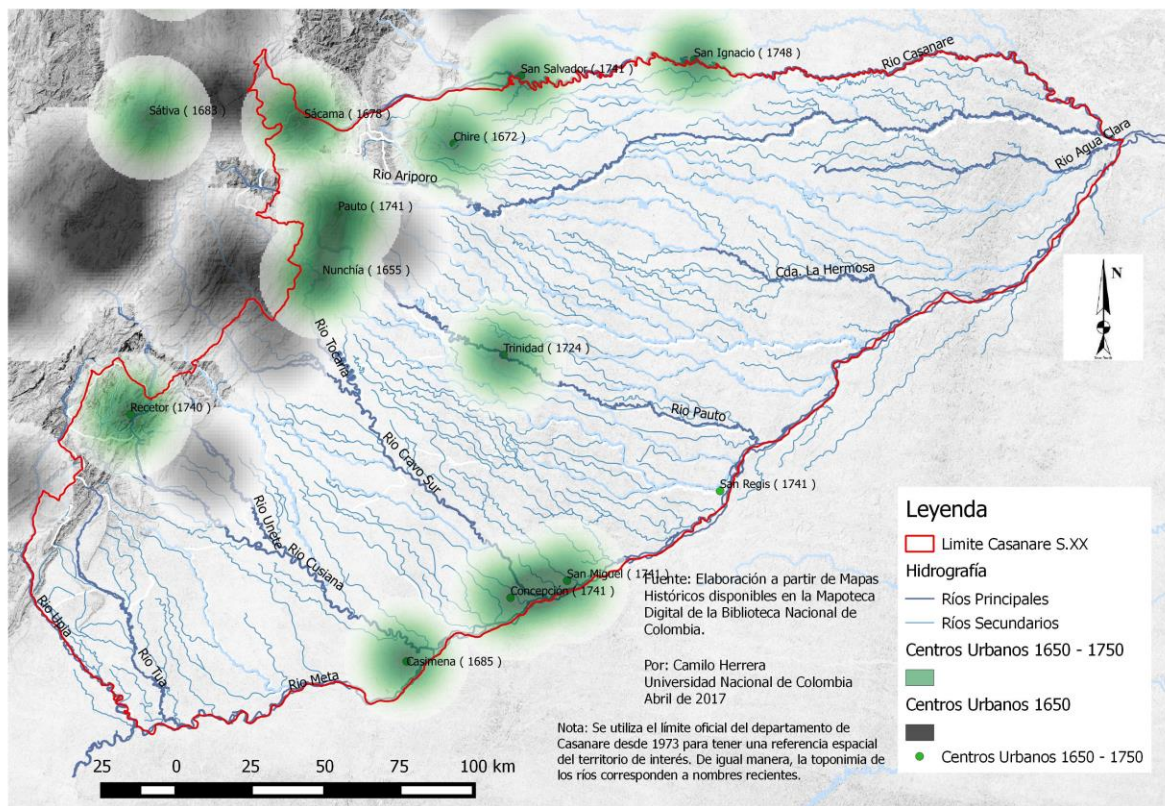 San Ignacio ( 1748 )
San Salvador ( 1741 )
Rio Casanare
Sátiva ( 1683 )
Sácama ( 1678 )
Chire ( 1672 )
Rio Agua Clara
Rio Ariporo
Pauto ( 1741 )
Nunchía ( 1655 )
Cda. La Hermosa
N
Rio Tocaria
Trinidad ( 1724 )
Recetor ( 1740 )
Rio Pauto
Rio Cravo Sur
San Regis ( 1741 )
Rio Unete
Rio Cusiana
San Miguel ( 1741 )
Concepción ( 1741 )
Rio Upia
Rio Tua
Casimena ( 1685 )
Rio Meta
Fuente: Elaboración a partir de Mapas
Históricos disponibles en la Mapoteca
Digital de la Biblioteca Nacional de
Colombia.
Por: Camilo Herrera
Universidad Nacional de Colombia
Abril de 2017
Nota: Se utiliza el límite oficial del departamento de
Casanare desde 1973 para tener una referencia espacial
del territorio de interés. De igual manera, la toponimia de
los ríos corresponden a nombres recientes.
Leyenda
Limite Casanare S.XX
Hidrografía
Ríos Principales
Ríos Secundarios
Centros Urbanos 1650 - 1750
Centros Urbanos 1650
Centros Urbanos 1650 - 1750
25 0 25 50 75 100 km